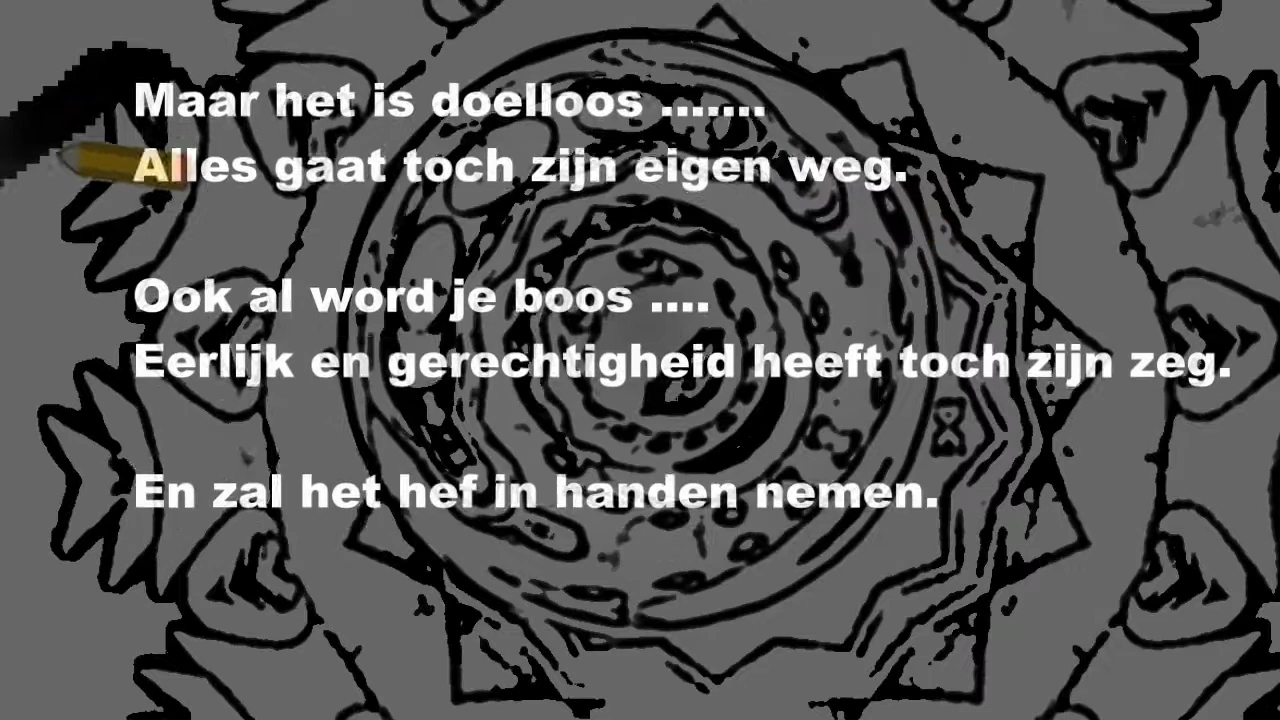 Maar het is doelloos .......
Alles gaat toch zijn eigen weg.
Ook al word je boos ....
Eerlijk en gerechtigheid heeft toch zijn zeg.
En zal het hef in handen nemen.